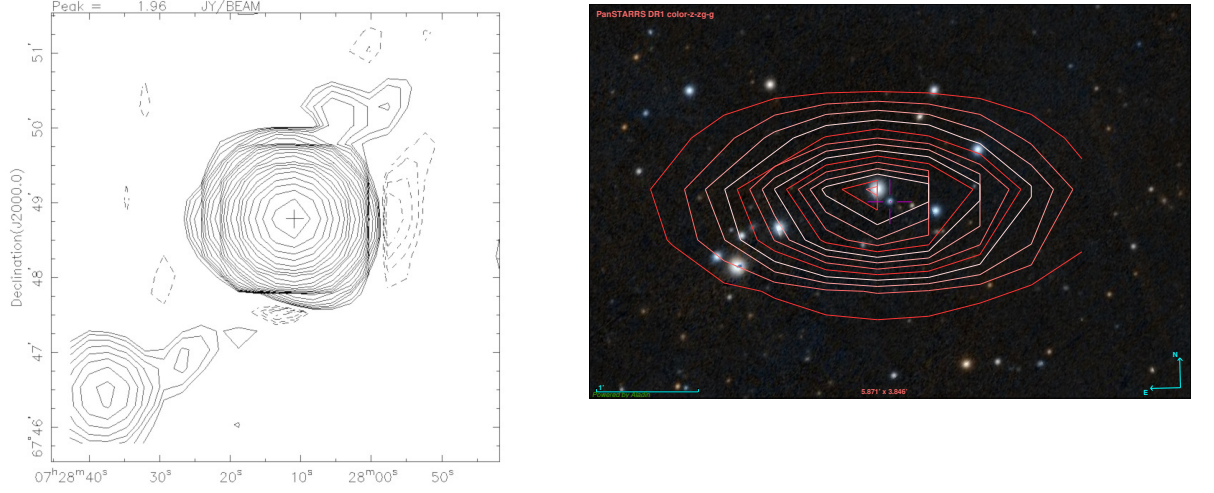 Peak = 1.96 JY/BEAM
Declination(J2000.0)
51'
50'
49'
48'
47'
67°46'
07h28m40s 30s 20s 10s 28m00s 50s
PanSTARRS DR1 color-z-zg-g
1'
Powered by Aladin
5.871' x 3.846'
N
E